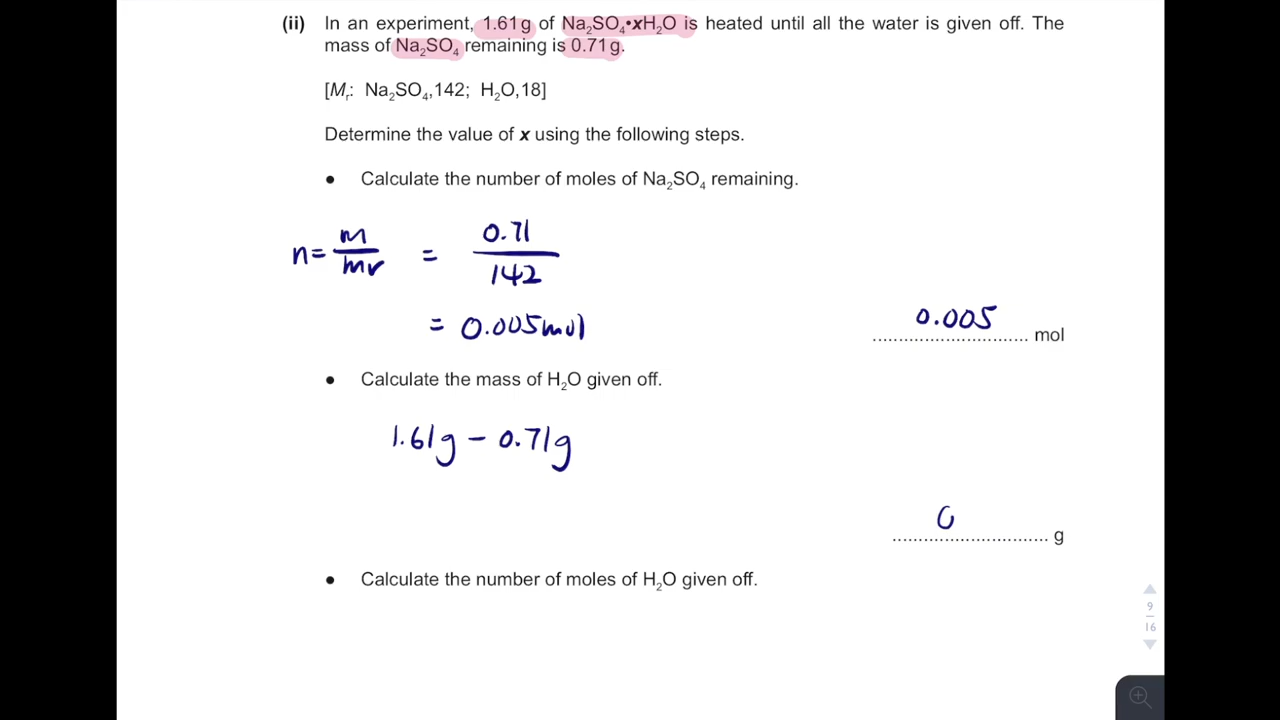 (ii) In an experiment, 1.61 g of Na₂SO₄•xH₂O is heated until all the water is given off. The
mass of Na₂SO₄ remaining is 0.71 g.
[Mr: Na₂SO₄,142; H₂O,18]
Determine the value of x using the following steps.
● Calculate the number of moles of Na₂SO₄ remaining.
n = m/mr = 0.71/142
= 0.005mol
0.005
.............................. mol
● Calculate the mass of H₂O given off.
1.61g - 0.71g
0
.............................. g
● Calculate the number of moles of H₂O given off.
9
16